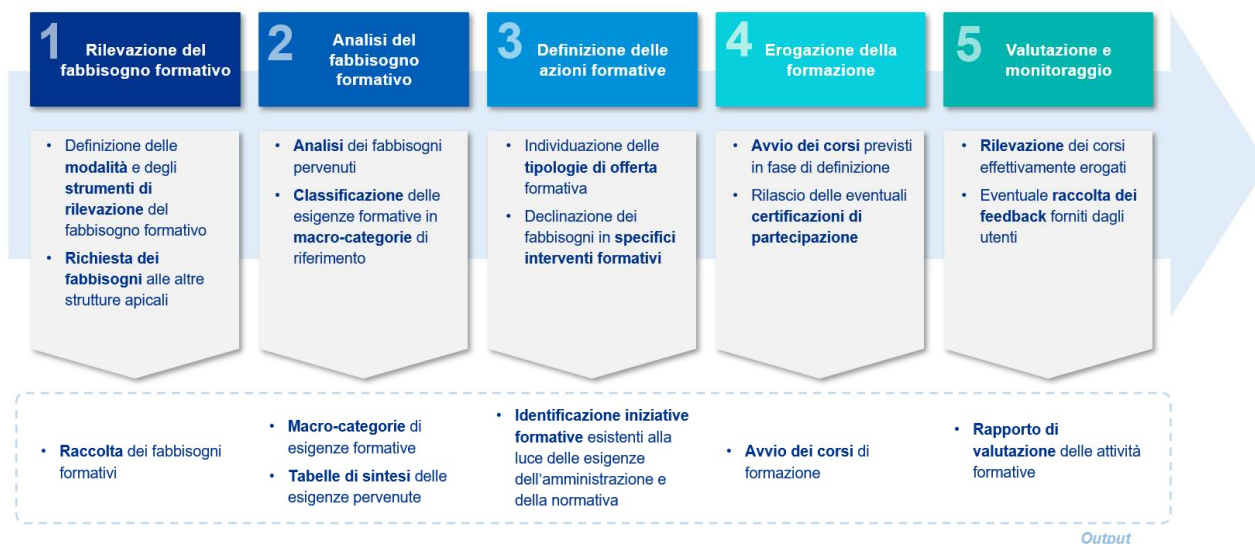 1
Rilevazione del
fabbisogno formativo
2
Analisi del
fabbisogno
formativo
3
Definizione delle
azioni formative
4
Erogazione della
formazione
5
Valutazione e
monitoraggio
• Definizione delle
modalità e degli
strumenti di
rilevazione del
fabbisogno formativo
• Richiesta dei
fabbisogni alle altre
strutture apicali
• Analisi dei fabbisogni
pervenuti
• Classificazione delle
esigenze formative in
macro-categorie di
riferimento
• Individuazione delle
tipologie di offerta
formativa
• Declinazione dei
fabbisogni in specifici
interventi formativi
• Avvio dei corsi previsti
in fase di definizione
• Rilascio delle eventuali
certificazioni di
partecipazione
• Rilevazione dei corsi
effettivamente erogati
• Eventuale raccolta dei
feedback forniti dagli
utenti
• Raccolta dei fabbisogni
formativi
• Macro-categorie di
esigenze formative
• Tabelle di sintesi delle
esigenze pervenute
• Identificazione iniziative
formative esistenti alla
luce delle esigenze
dell'amministrazione e
della normativa
• Avvio dei corsi di
formazione
• Rapporto di
valutazione delle attività
formative
Output